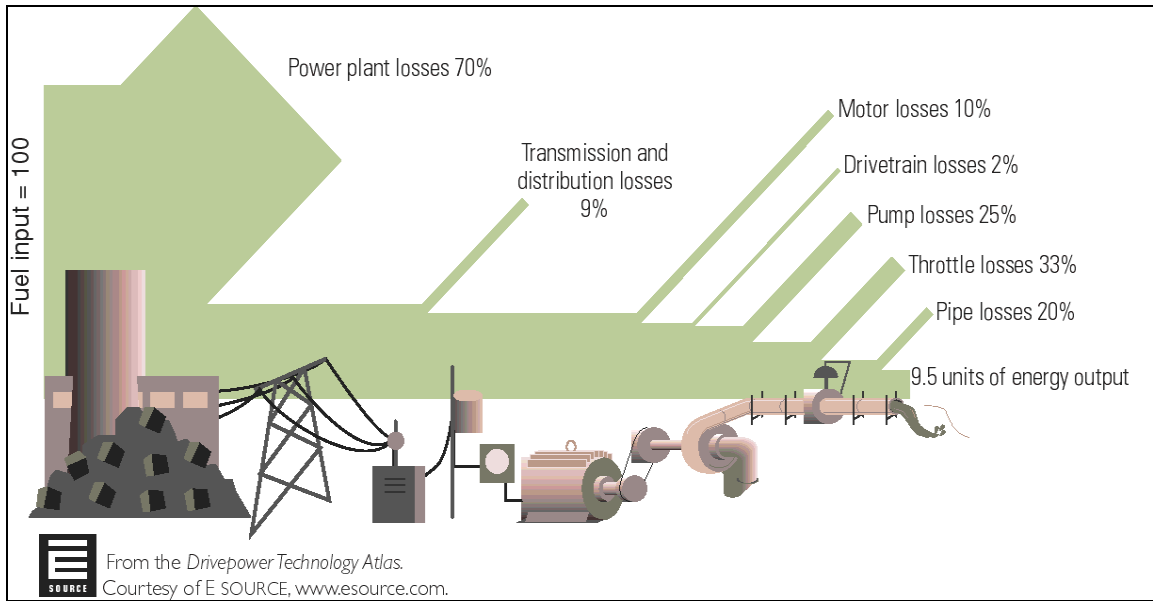 Fuel input = 100
Power plant losses 70%
Transmission and
distribution losses
9%
Motor losses 10%
Drivetrain losses 2%
Pump losses 25%
Throttle losses 33%
Pipe losses 20%
9.5 units of energy output
SOURCE
From the Drivepower Technology Atlas.
Courtesy of E SOURCE, www.esource.com.